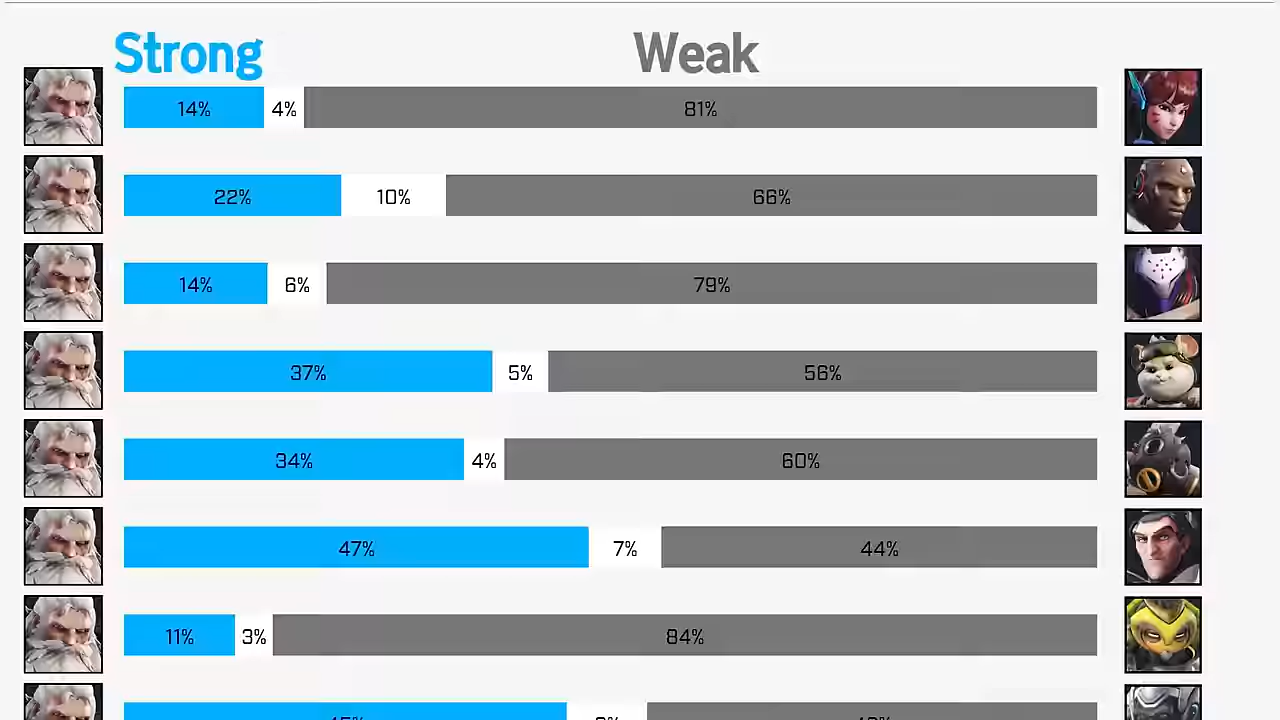 Strong Weak
14% 4% 81%
22% 10% 66%
14% 6% 79%
37% 5% 56%
34% 4% 60%
47% 7% 44%
11% 3% 84%